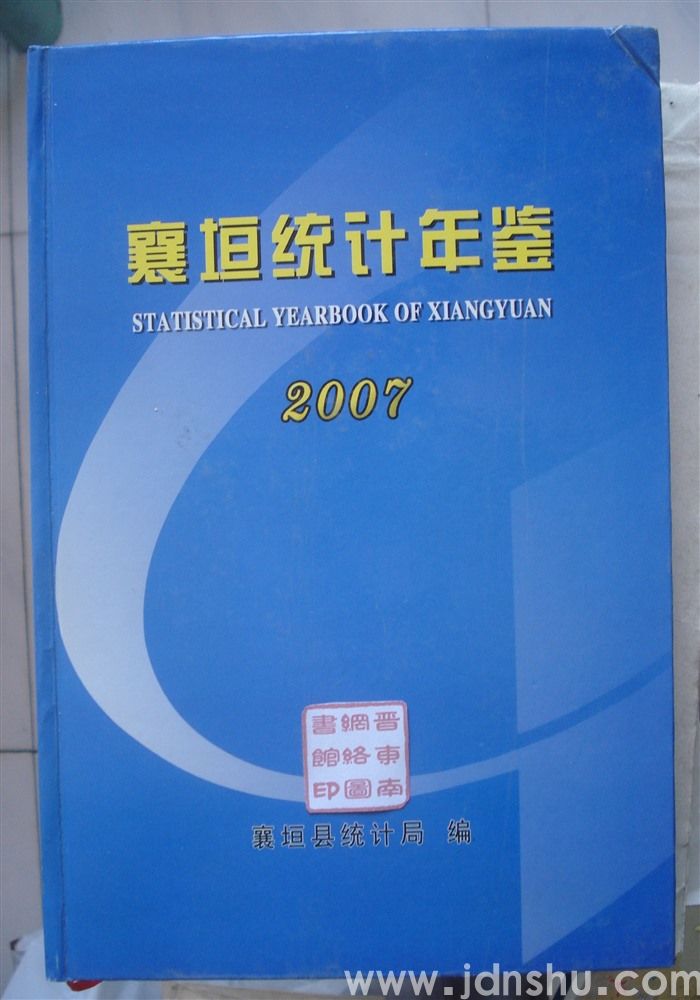 襄垣统计年鉴
STATISTICAL YEARBOOK OF XIANGYUAN
2007
晋東南
網絡圖
書館印
襄垣县统计局 编
www.jdnshu.com